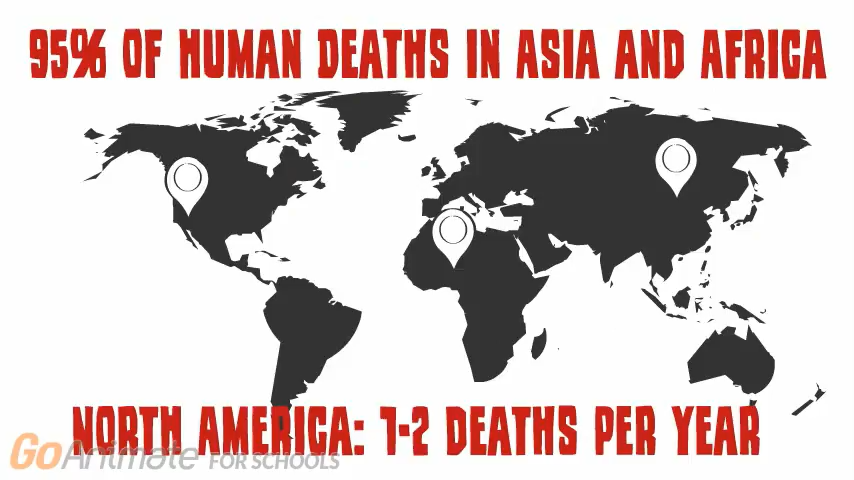 95% OF HUMAN DEATHS IN ASIA AND AFRICA
NORTH AMERICA: 1-2 DEATHS PER YEAR
GoAnimate FOR SCHOOLS